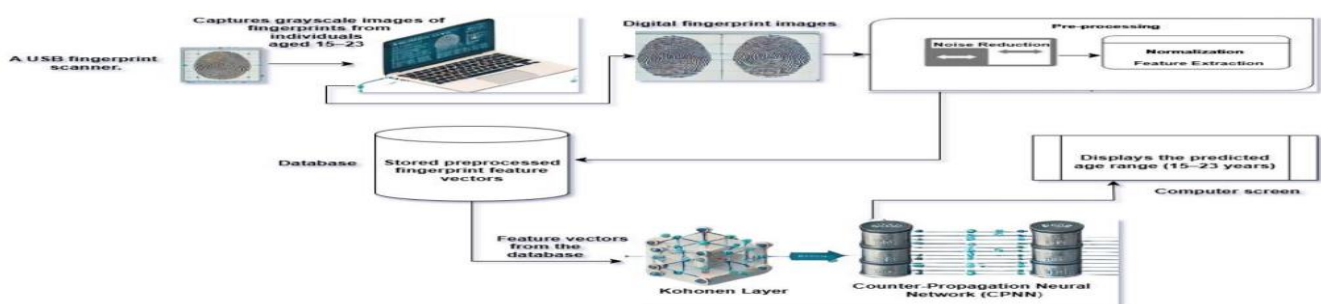 A USB fingerprint
scanner.
Captures grayscale images of
fingerprints from
individuals
aged 15–23
Digital fingerprint images
Pre-processing
Noise Reduction
Normalization
Feature Extraction
Database
Stored preprocessed
fingerprint feature
vectors
Displays the predicted
age range (15–23 years)
Computer screen
Feature vectors
from the
database
Kohonen Layer
Counter-Propagation Neural
Network (CPNN)